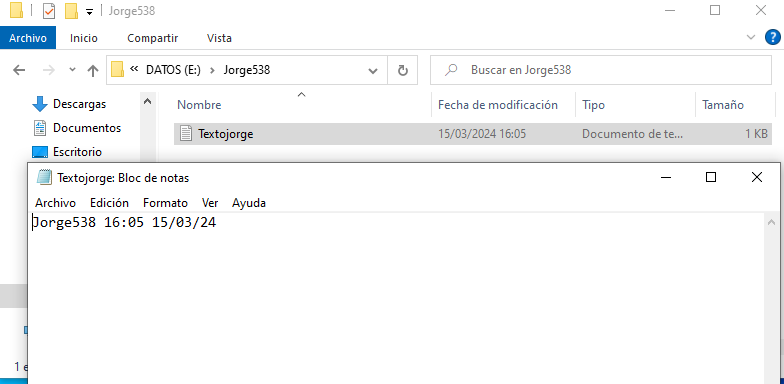 Jorge538
Archivo Inicio Compartir Vista
DATOS (E:) Jorge538
Buscar en Jorge538
Descargas
Documentos
Escritorio
Nombre Fecha de modificación Tipo Tamaño
Textojorge 15/03/2024 16:05 Documento de te... 1 KB
Textojorge: Bloc de notas
Archivo Edición Formato Ver Ayuda
Jorge538 16:05 15/03/24
1 e